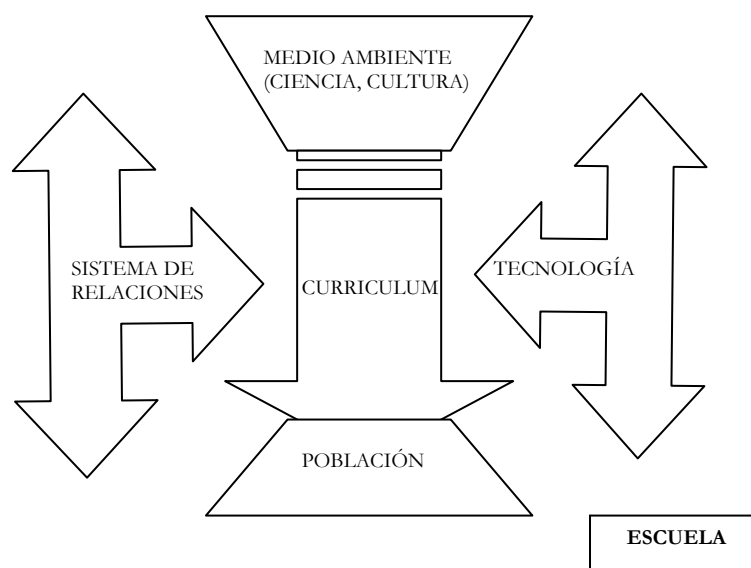 MEDIO AMBIENTE
(CIENCIA, CULTURA)
SISTEMA DE
RELACIONES
CURRICULUM
TECNOLOGÍA
POBLACIÓN
ESCUELA